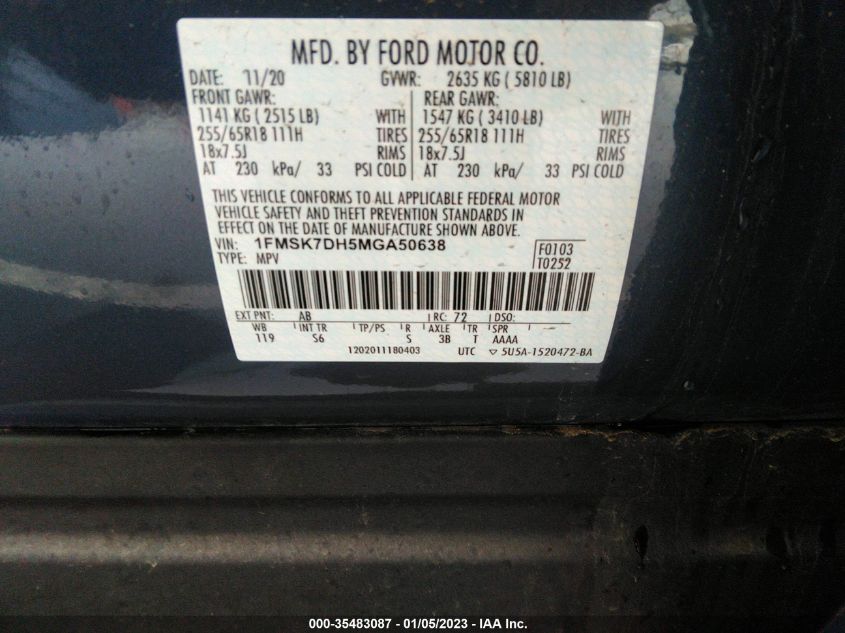 MFD. BY FORD MOTOR CO.
DATE: 11/20 GVWR: 2635 KG ( 5810 LB)
FRONT GAWR: REAR GAWR:
1141 KG ( 2515 LB) WITH 1547 KG ( 3410 LB) WITH
255/65R18 111H TIRES 255/65R18 111H TIRES
18x7.5J RIMS 18x7.5J RIMS
AT 230 kPa/ 33 PSI COLD AT 230 kPa/ 33 PSI COLD
THIS VEHICLE CONFORMS TO ALL APPLICABLE FEDERAL MOTOR
VEHICLE SAFETY AND THEFT PREVENTION STANDARDS IN
EFFECT ON THE DATE OF MANUFACTURE SHOWN ABOVE.
VIN: 1FMSK7DH5MGA50638 F0103
TYPE: MPV T0252
EXT PNT: AB RC: 72 DSO:
WB INT TR TP/PS R AXLE TR SPR
119 S6 S 3B T AAAA
1202011180403 UTC ▽ 5U5A-1520472-BA
000-35483087 - 01/05/2023 - IAA Inc.